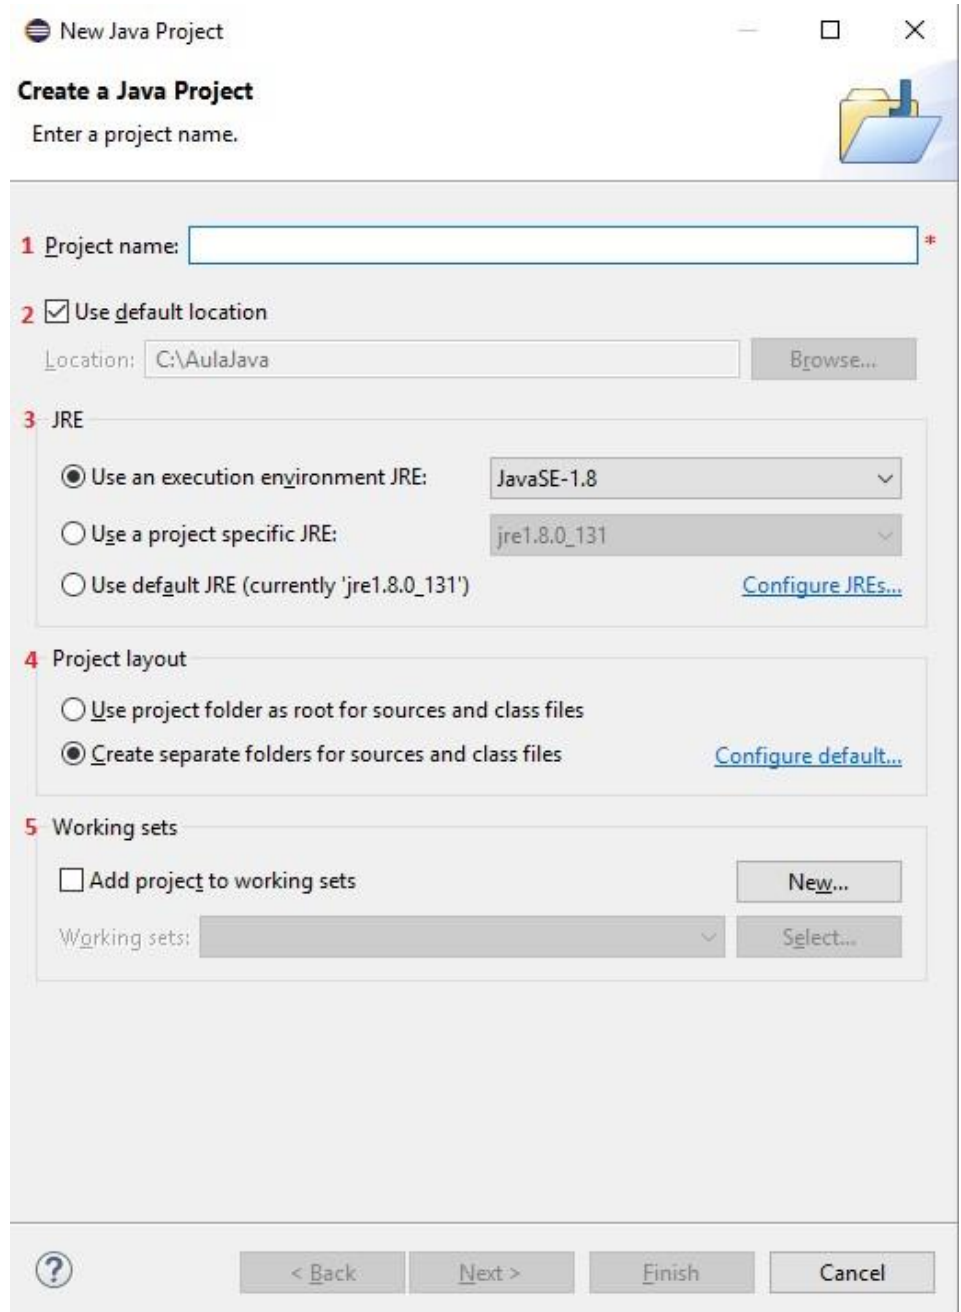 New Java Project
Create a Java Project
Enter a project name.
1 Project name: *
2 Use default location
Location: C:\AulaJava Browse...
3 JRE
Use an execution environment JRE: JavaSE-1.8
Use a project specific JRE: jre1.8.0_131
Use default JRE (currently 'jre1.8.0_131') Configure JREs...
4 Project layout
Use project folder as root for sources and class files
Create separate folders for sources and class files Configure default...
5 Working sets
Add project to working sets New...
Working sets: Select...
? < Back Next > Finish Cancel